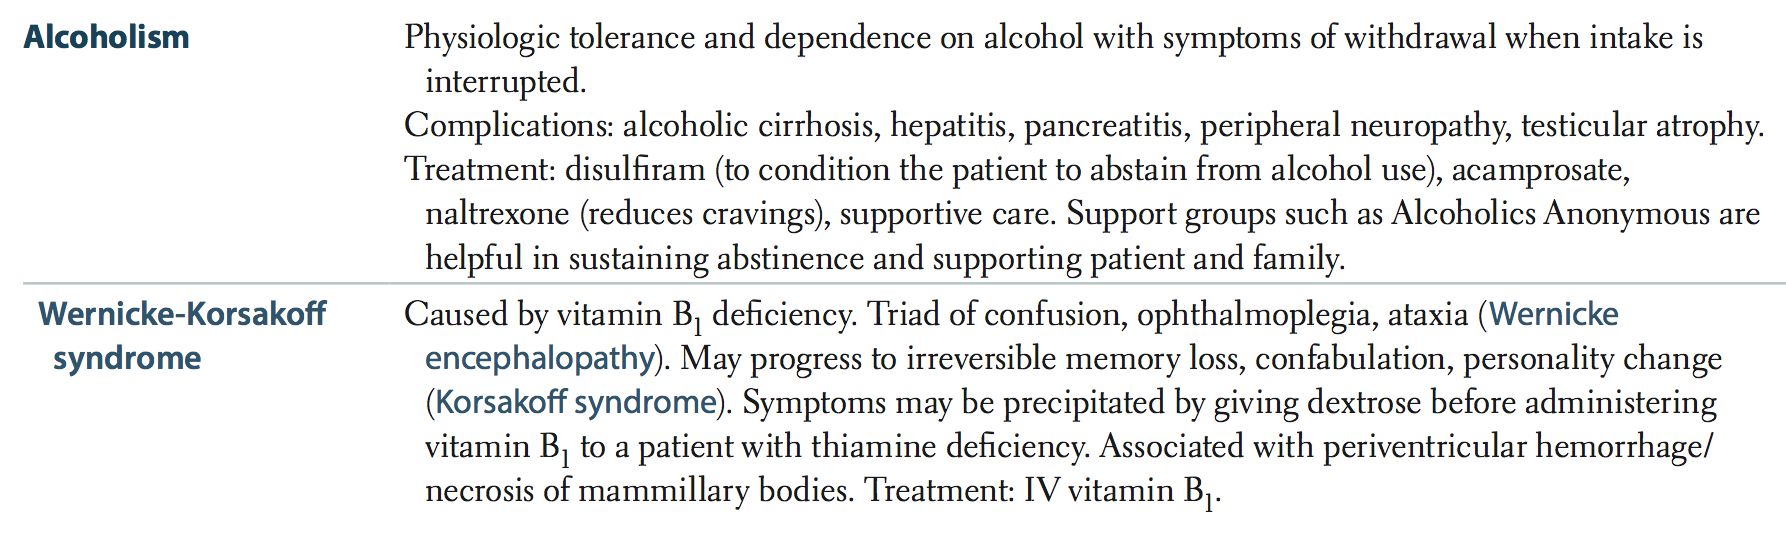 Alcoholism
Physiologic tolerance and dependence on alcohol with symptoms of withdrawal when intake is
interrupted.
Complications: alcoholic cirrhosis, hepatitis, pancreatitis, peripheral neuropathy, testicular atrophy.
Treatment: disulfiram (to condition the patient to abstain from alcohol use), acamprosate,
naltrexone (reduces cravings), supportive care. Support groups such as Alcoholics Anonymous are
helpful in sustaining abstinence and supporting patient and family.
Wernicke-Korsakoff
syndrome
Caused by vitamin B₁ deficiency. Triad of confusion, ophthalmoplegia, ataxia (Wernicke
encephalopathy). May progress to irreversible memory loss, confabulation, personality change
(Korsakoff syndrome). Symptoms may be precipitated by giving dextrose before administering
vitamin B₁ to a patient with thiamine deficiency. Associated with periventricular hemorrhage/
necrosis of mammillary bodies. Treatment: IV vitamin B₁.